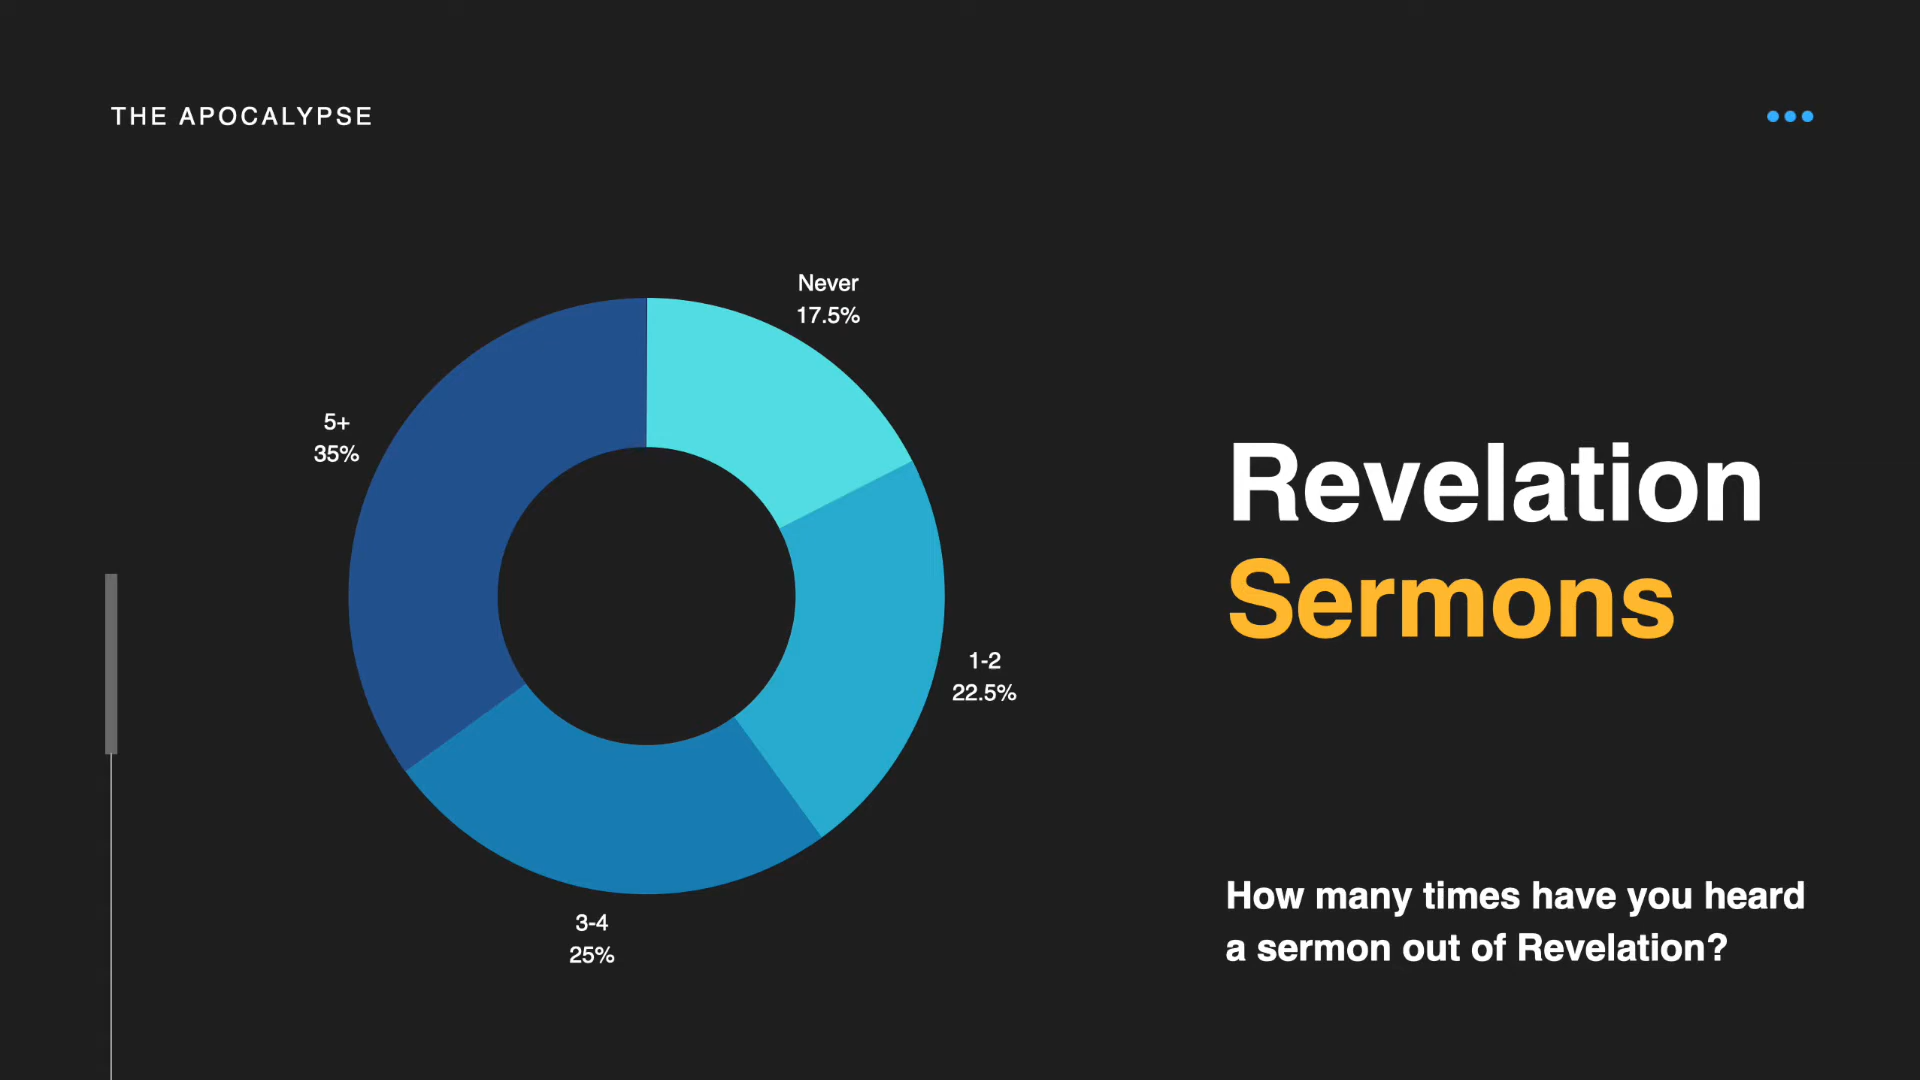 THE APOCALYPSE
Never
17.5%
5+
35%
1-2
22.5%
3-4
25%
Revelation
Sermons
How many times have you heard
a sermon out of Revelation?